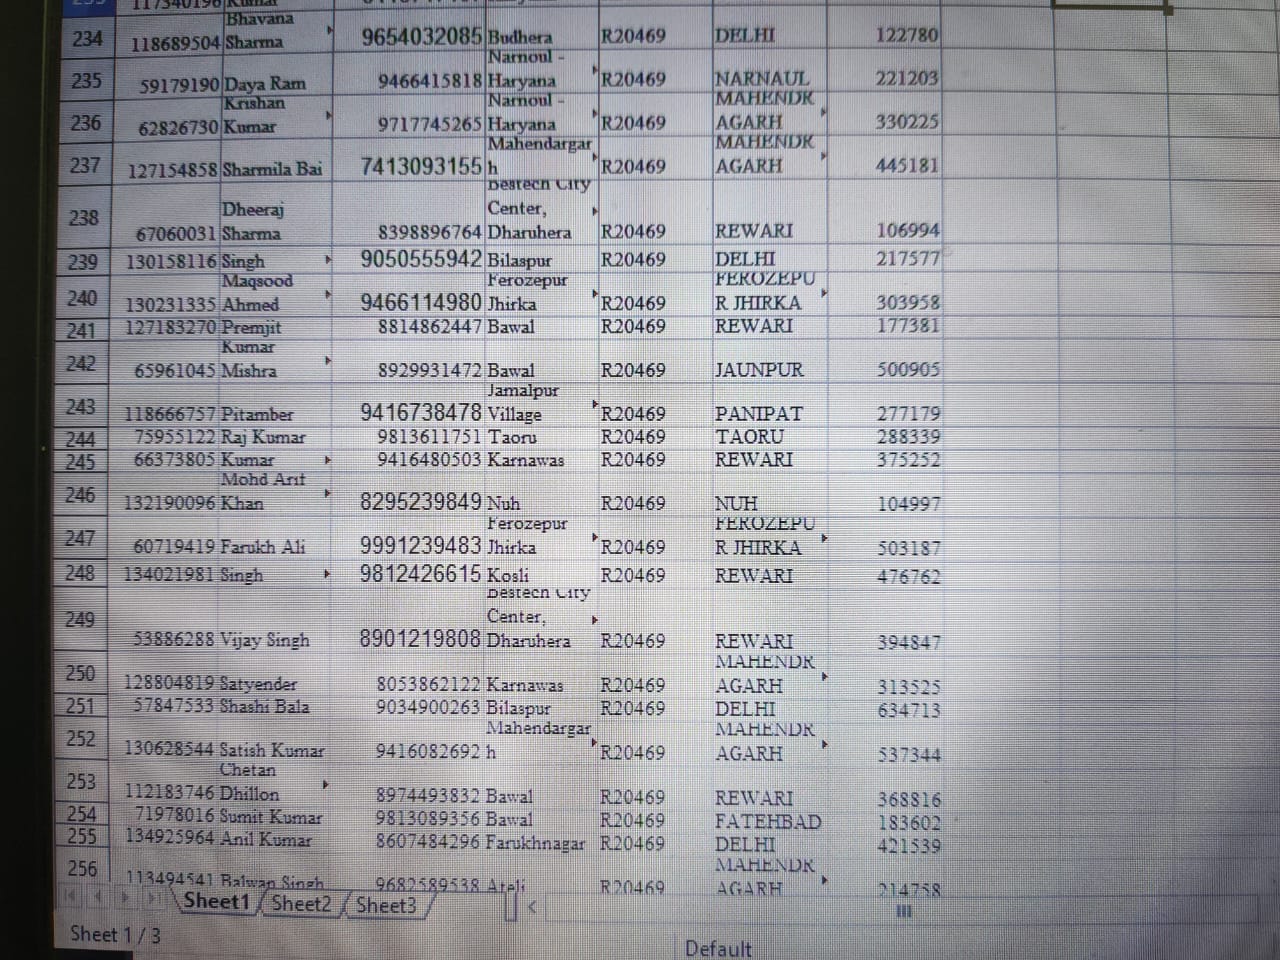 117340196 Kumar
234 118689504 Bhavana Sharma 9654032085 Budhera R20469 DELHI 122780
235 59179190 Daya Ram 9466415818 Narnoul - Haryana R20469 NARNAUL 221203
236 62826730 Krishan Kumar 9717745265 Narnoul - Haryana R20469 MAHENDR AGARH 330225
237 127154858 Sharmila Bai 7413093155 Mahendargar h R20469 MAHENDR AGARH 445181
238 67060031 Dheeraj Sharma 8398896764 Bestech City Center, Dharuhera R20469 REWARI 106994
239 130158116 Singh 9050555942 Bilaspur R20469 DELHI 217577
240 130231335 Maqsood Ahmed 9466114980 Ferozepur Jhirka R20469 FEROZEPU R JHIRKA 303958
241 127183270 Premjit 8814862447 Bawal R20469 REWARI 177381
242 65961045 Kumar Mishra 8929931472 Bawal R20469 JAUNPUR 500905
243 118666757 Pitamber 9416738478 Jamalpur Village R20469 PANIPAT 277179
244 75955122 Raj Kumar 9813611751 Taoru R20469 TAORU 288339
245 66373805 Kumar 9416480503 Karnawas R20469 REWARI 375252
246 132190096 Mohd Arif Khan 8295239849 Nuh R20469 NUH 104997
247 60719419 Farukh Ali 9991239483 Ferozepur Jhirka R20469 FEROZEPU R JHIRKA 503187
248 134021981 Singh 9812426615 Kosli R20469 REWARI 476762
249 53886288 Vijay Singh 8901219808 Bestech City Center, Dharuhera R20469 REWARI 394847
250 128804819 Satyender 8053862122 Karnawas R20469 MAHENDR AGARH 313525
251 57847533 Shashi Bala 9034900263 Bilaspur R20469 DELHI 634713
252 130628544 Satish Kumar 9416082692 Mahendargar h R20469 MAHENDR AGARH 537344
253 112183746 Chetan Dhillon 8974493832 Bawal R20469 REWARI 368816
254 71978016 Sumit Kumar 9813089356 Bawal R20469 FATEHBAD 183602
255 134925964 Anil Kumar 8607484296 Farukhnagar R20469 DELHI 421539
256 113494541 Balwan Singh 9682589538 Ateli R20469 MAHENDR AGARH 214758
Sheet1 Sheet2 Sheet3
Sheet 1 / 3 Default